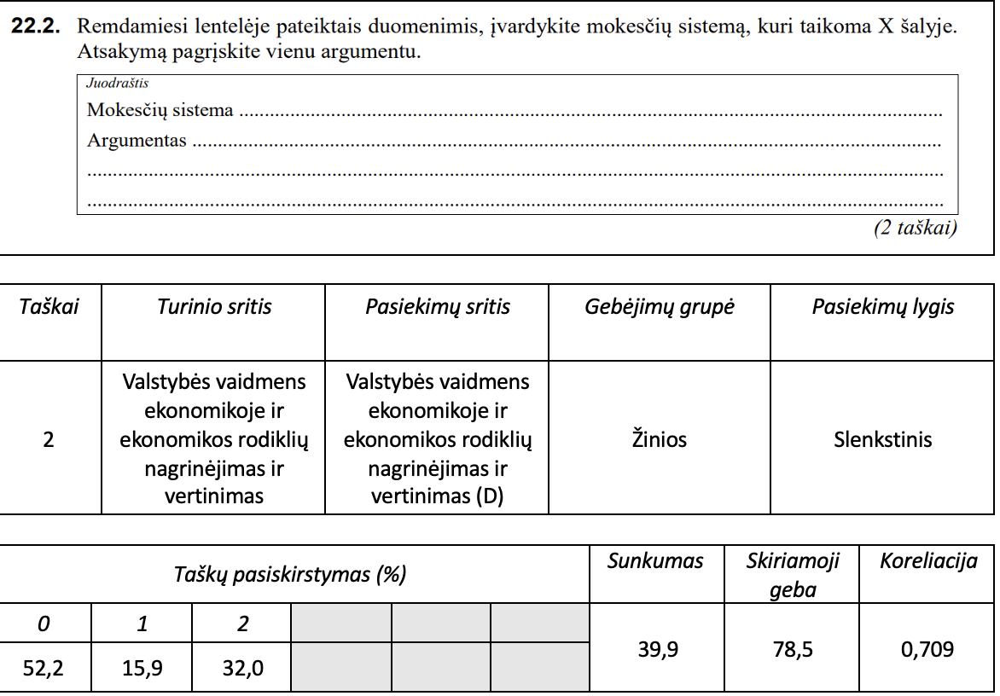 22.2. Remdamiesi lentelėje pateiktais duomenimis, įvardykite mokesčių sistemą, kuri taikoma X šalyje.
Atsakymą pagrįskite vienu argumentu.
Juodraštis
Mokesčių sistema ..........................................................................................
Argumentas ..........................................................................................
..........................................................................................
..........................................................................................
(2 taškai)
Taškai Turinio sritis Pasiekimų sritis Gebėjimų grupė Pasiekimų lygis
2
Valstybės vaidmens
ekonomikoje ir
ekonomikos rodiklių
nagrinėjimas ir
vertinimas
Valstybės vaidmens
ekonomikoje ir
ekonomikos rodiklių
nagrinėjimas ir
vertinimas (D)
Žinios
Slenkstinis
Taškų pasiskirstymas (%)
Sunkumas
Skiriamoji
geba
Koreliacija
0 1 2
52,2 15,9 32,0
39,9 78,5 0,709